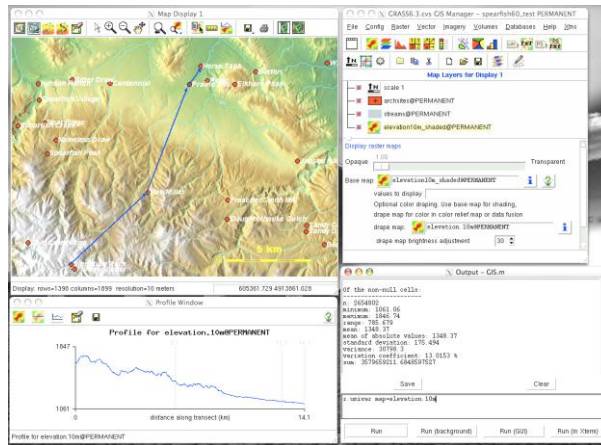 Map Display 1
Horse Tank
Burton
Elkhorn Peak
Centennial
5 km
Display: rows=1398 columns=1899 resolution=10 meters
605361.729 4913861.028
Profile Window
Profile for elevation.10m@PERMANENT
1847
1061
0
distance along transect (km)
14.1
Profile for elevation.10m@PERMANENT
GRASS6.3.cvs GIS Manager - spearfish60_test PERMANENT
File Config Raster Vector Imagery Volumes Databases Help Xtns
Map Layers for Display 1
scale 1
archsites@PERMANENT
streams@PERMANENT
elevation10m_shaded@PERMANENT
Display raster maps
Opaque 1.00 Transparent
Base map: elevation10m_shaded@PERMANENT
values to display
Optional color draping. Use base map for shading,
drape map for color in color relief map or data fusion
drape map: elevation.10m@PERMANENT
drape map brightness adjustment 30
Output - GIS.m
Of the non-null cells:
n: 2654802
minimum: 1061.06
maximum: 1846.74
range: 785.679
mean: 1348.37
mean of absolute values: 1348.37
standard deviation: 175.494
variance: 30798.3
variation coefficient: 13.0153 %
sum: 3579659211.6848597527
Save Clear
r.univar map=elevation.10m
Run Run (background) Run (GUI) Run (in Xterm)